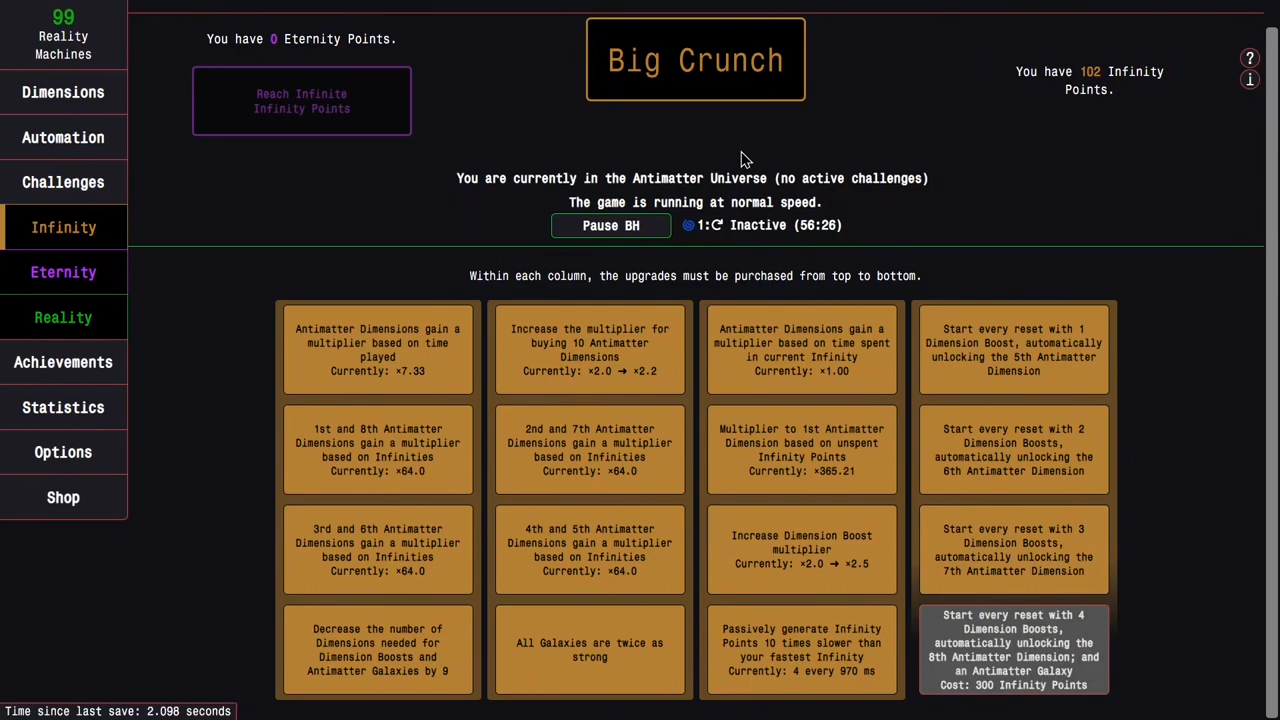 99
Reality
Machines
Dimensions
Automation
Challenges
Infinity
Eternity
Reality
Achievements
Statistics
Options
Shop
You have 0 Eternity Points.
Reach Infinite
Infinity Points
Big Crunch
You have 102 Infinity
Points.
?
i
You are currently in the Antimatter Universe (no active challenges)
The game is running at normal speed.
Pause BH
🌀1:↻ Inactive (56:26)
Within each column, the upgrades must be purchased from top to bottom.
Antimatter Dimensions gain a
multiplier based on time
played
Currently: ×7.33
Increase the multiplier for
buying 10 Antimatter
Dimensions
Currently: ×2.0 ➜ ×2.2
Antimatter Dimensions gain a
multiplier based on time spent
in current Infinity
Currently: ×1.00
Start every reset with 1
Dimension Boost, automatically
unlocking the 5th Antimatter
Dimension
1st and 8th Antimatter
Dimensions gain a multiplier
based on Infinities
Currently: ×64.0
2nd and 7th Antimatter
Dimensions gain a multiplier
based on Infinities
Currently: ×64.0
Multiplier to 1st Antimatter
Dimension based on unspent
Infinity Points
Currently: ×365.21
Start every reset with 2
Dimension Boosts,
automatically unlocking the
6th Antimatter Dimension
3rd and 6th Antimatter
Dimensions gain a multiplier
based on Infinities
Currently: ×64.0
4th and 5th Antimatter
Dimensions gain a multiplier
based on Infinities
Currently: ×64.0
Increase Dimension Boost
multiplier
Currently: ×2.0 ➜ ×2.5
Start every reset with 3
Dimension Boosts,
automatically unlocking the
7th Antimatter Dimension
Decrease the number of
Dimensions needed for
Dimension Boosts and
Antimatter Galaxies by 9
All Galaxies are twice as
strong
Passively generate Infinity
Points 10 times slower than
your fastest Infinity
Currently: 4 every 970 ms
Start every reset with 4
Dimension Boosts,
automatically unlocking the
8th Antimatter Dimension; and
an Antimatter Galaxy
Cost: 300 Infinity Points
Time since last save: 2.098 seconds